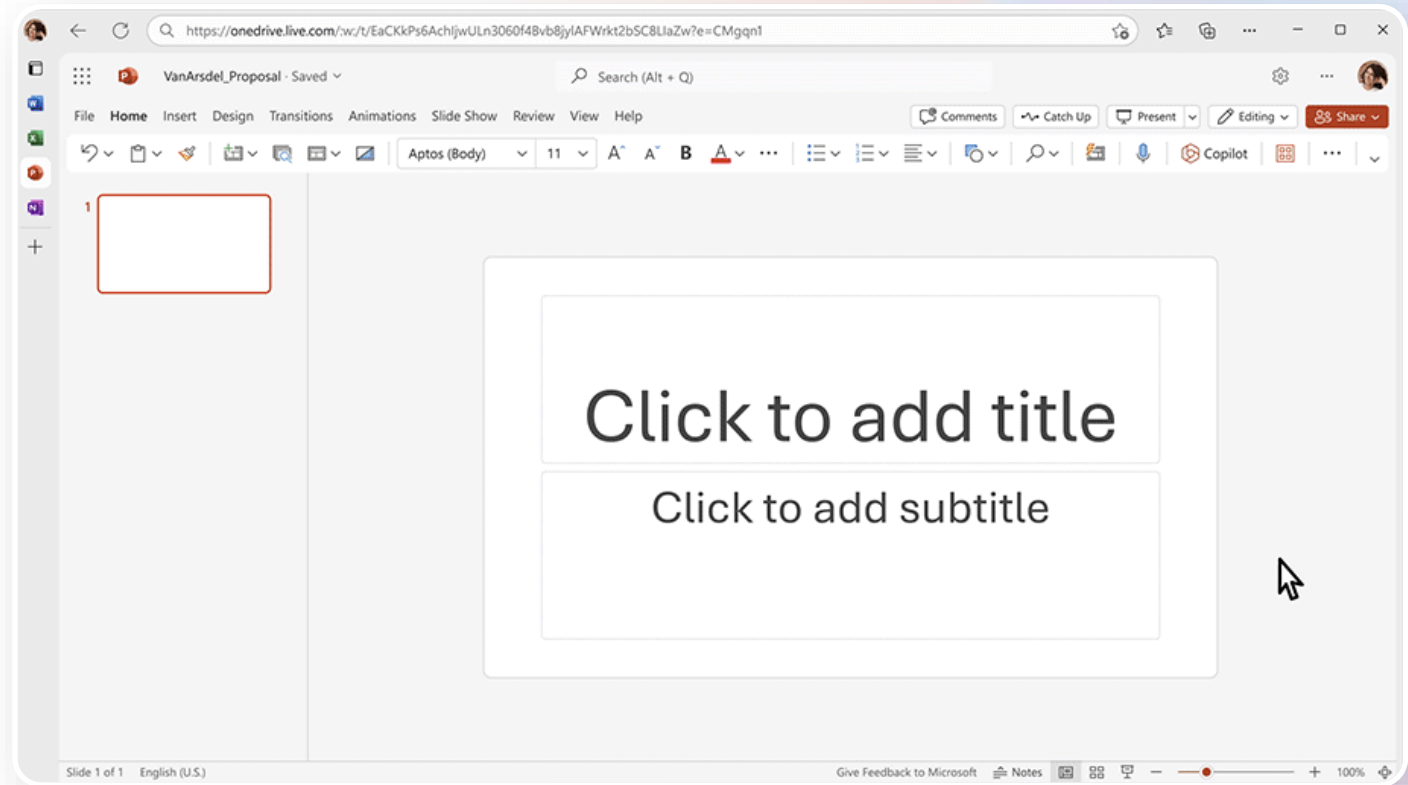 https://onedrive.live.com/:w:/t/EaCKkPs6AchIjwULn3060f4Bvb8jylAFWrkt2bSC8LIaZw?e=CMgqn1
VanArsdel_Proposal · Saved
Search (Alt + Q)
File Home Insert Design Transitions Animations Slide Show Review View Help Comments Catch Up Present Editing Share
Aptos (Body) 11 A A B A Copilot
1
Click to add title
Click to add subtitle
Slide 1 of 1 English (U.S.) Give Feedback to Microsoft Notes 100%